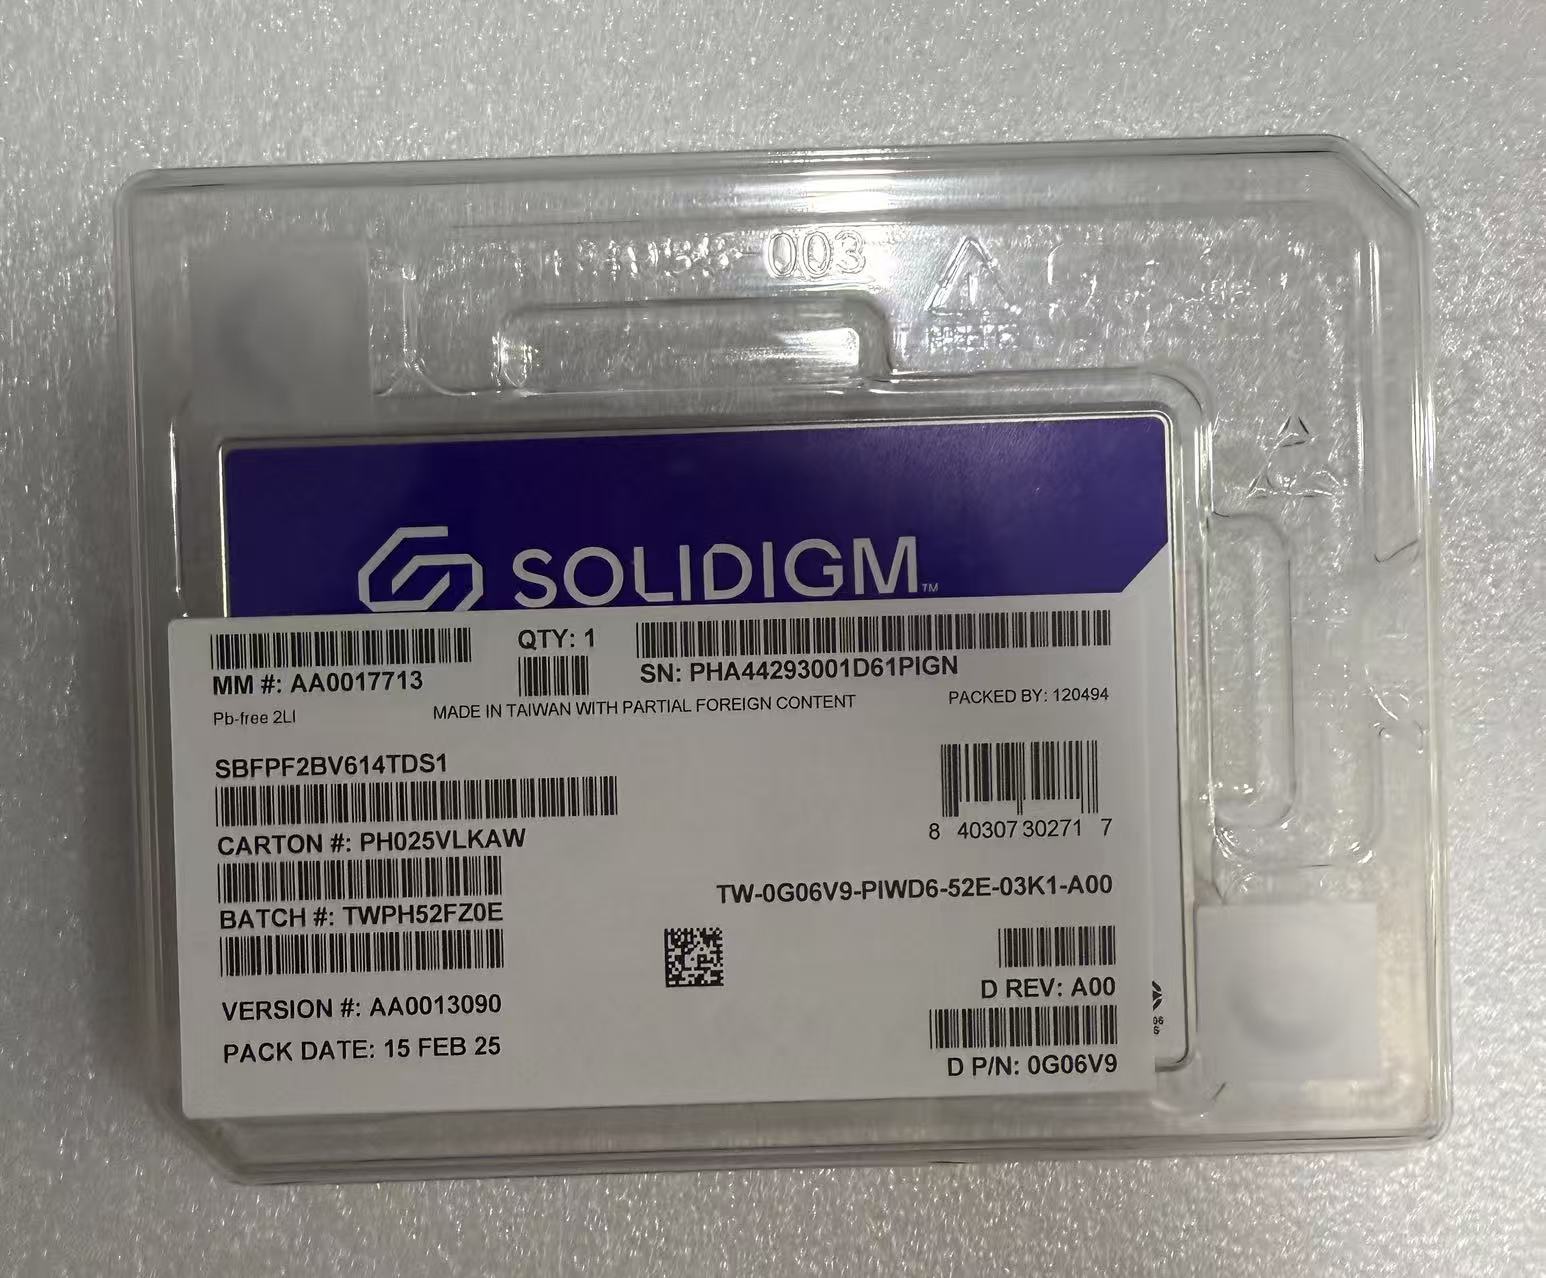 003
SOLIDIGM™
MM #: AA0017713
QTY: 1
SN: PHA44293001D61PIGN
Pb-free 2LI
MADE IN TAIWAN WITH PARTIAL FOREIGN CONTENT
PACKED BY: 120494
SBFPF2BV614TDS1
8 40307 30271 7
CARTON #: PH025VLKAW
TW-0G06V9-PIWD6-52E-03K1-A00
BATCH #: TWPH52FZ0E
D REV: A00
VERSION #: AA0013090
PACK DATE: 15 FEB 25
D P/N: 0G06V9